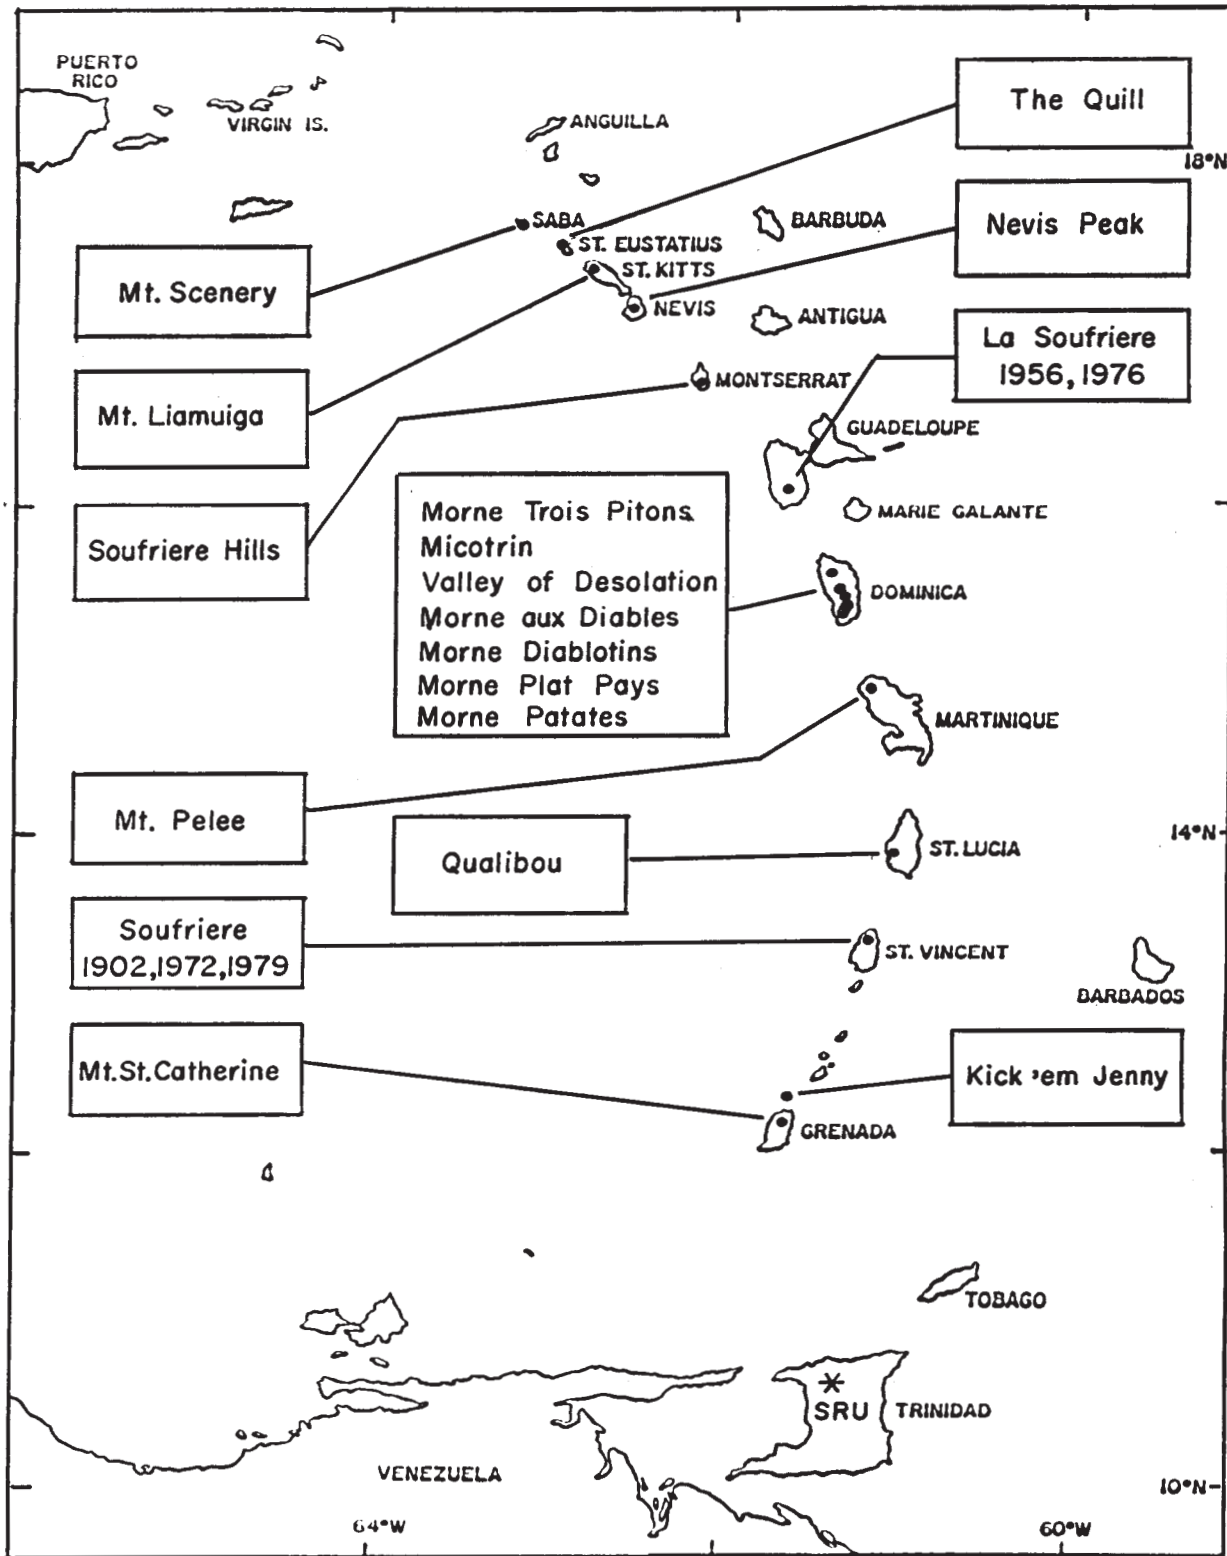 PUERTO
RICO
VIRGIN IS.
ANGUILLA
The Quill
18°N
SABA
BARBUDA
ST. EUSTATIUS
Nevis Peak
ST. KITTS
Mt. Scenery
NEVIS
ANTIGUA
La Soufriere
1956, 1976
MONTSERRAT
Mt. Liamuiga
GUADELOUPE
MARIE GALANTE
Soufriere Hills
Morne Trois Pitons
Micotrin
Valley of Desolation
Morne aux Diables
Morne Diablotins
Morne Plat Pays
Morne Patates
DOMINICA
MARTINIQUE
Mt. Pelee
14°N
Qualibou
ST. LUCIA
Soufriere
1902, 1972, 1979
ST. VINCENT
BARBADOS
Mt. St. Catherine
Kick 'em Jenny
GRENADA
TOBAGO
SRU
TRINIDAD
VENEZUELA
10°N
64°W
60°W